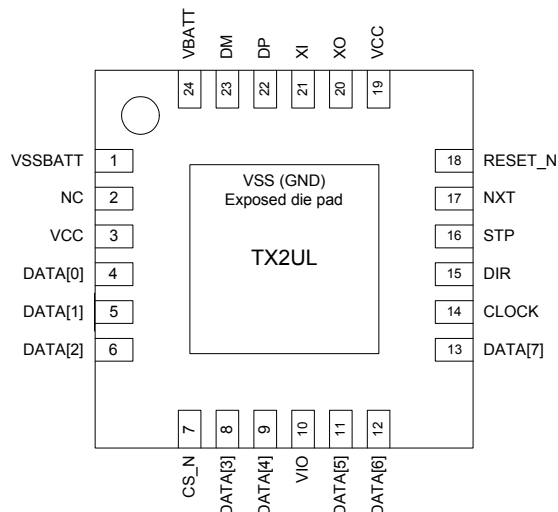 VBATT
DM
DP
XI
XO
VCC
24
23
22
21
20
19
VSSBATT 1
NC 2
VCC 3
DATA[0] 4
DATA[1] 5
DATA[2] 6
VSS (GND)
Exposed die pad
TX2UL
18 RESET_N
17 NXT
16 STP
15 DIR
14 CLOCK
13 DATA[7]
7
8
9
10
11
12
CS_N
DATA[3]
DATA[4]
VIO
DATA[5]
DATA[6]